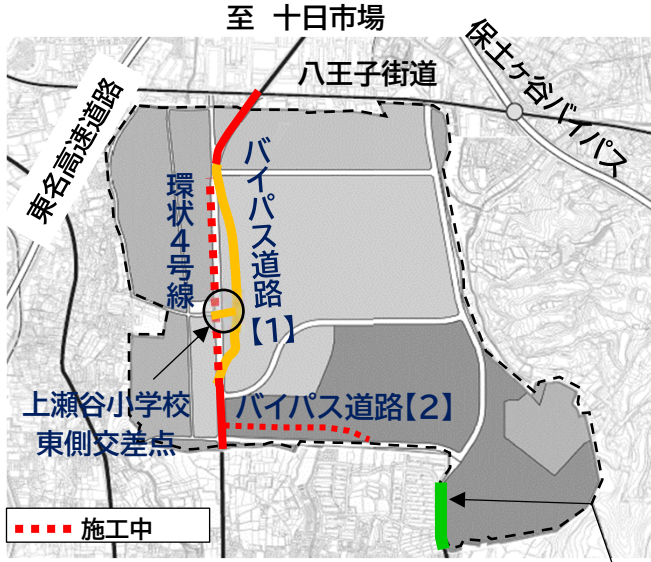 至 十日市場
八王子街道
保土ヶ谷バイパス
東名高速道路
バイパス道路【1】
環状4号線
上瀬谷小学校
東側交差点
バイパス道路【2】
施工中